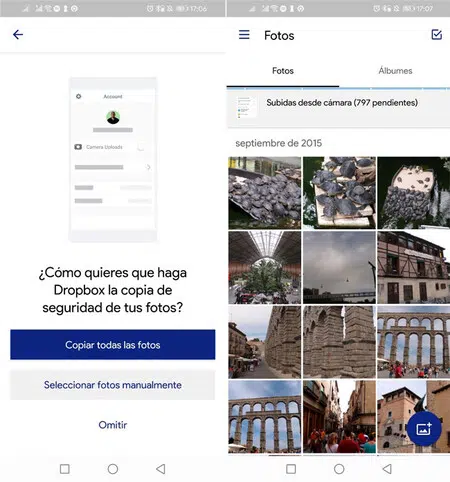 17:06
Account
Camera Uploads
¿Cómo quieres que haga
Dropbox la copia de
seguridad de tus fotos?
Copiar todas las fotos
Seleccionar fotos manualmente
Omitir
17:07
Fotos
Fotos
Álbumes
Subidas desde cámara (797 pendientes)
septiembre de 2015